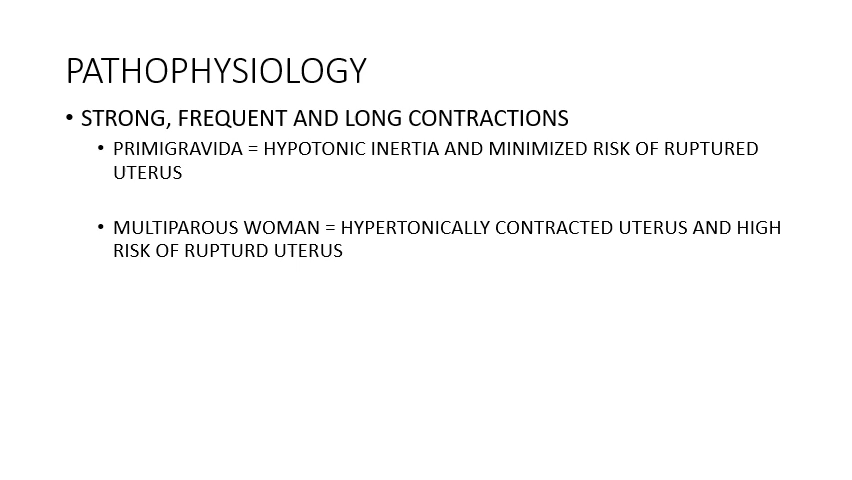 PATHOPHYSIOLOGY
• STRONG, FREQUENT AND LONG CONTRACTIONS
• PRIMIGRAVIDA = HYPOTONIC INERTIA AND MINIMIZED RISK OF RUPTURED
UTERUS
• MULTIPAROUS WOMAN = HYPERTONICALLY CONTRACTED UTERUS AND HIGH
RISK OF RUPTURD UTERUS